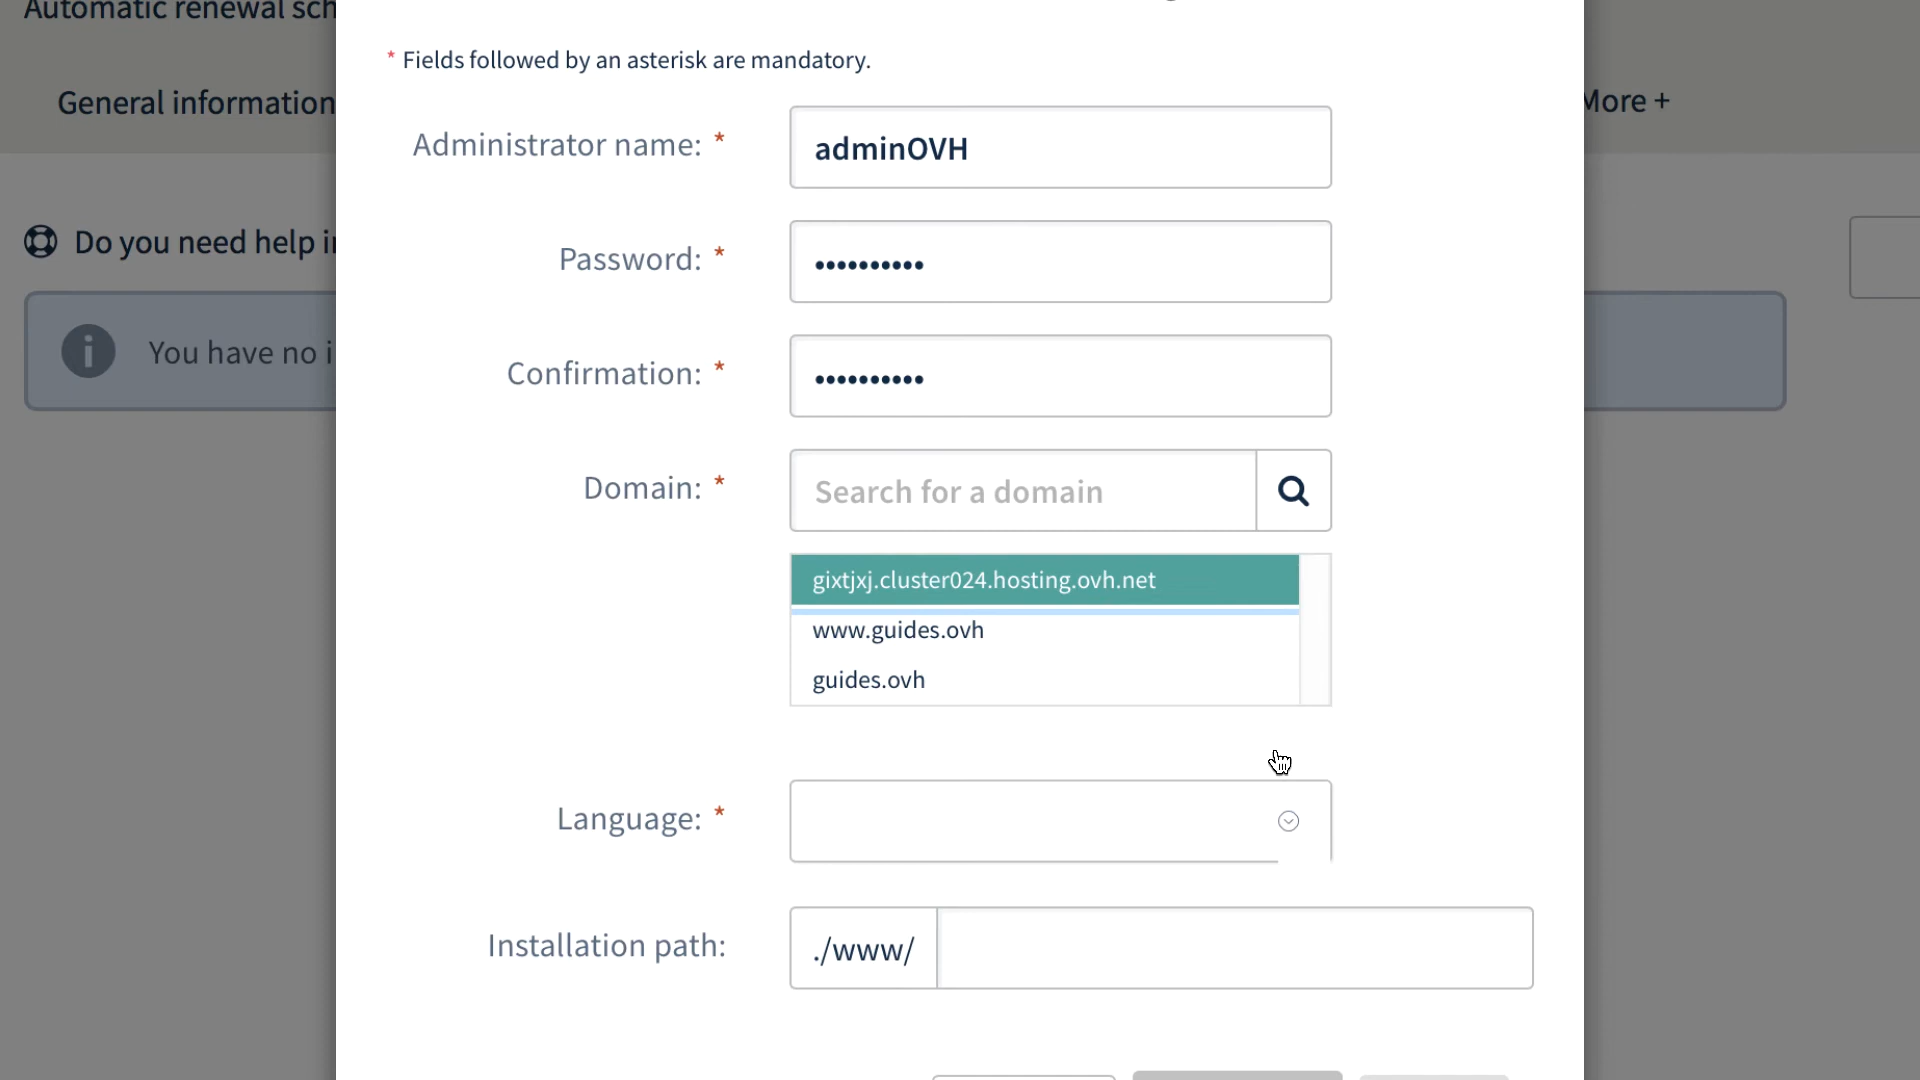 Automatic renewal sch
* Fields followed by an asterisk are mandatory.
General information
More +
Administrator name: *
adminOVH
Password: *
••••••••••
Do you need help i
Confirmation: *
••••••••••
You have no i
Domain: *
Search for a domain
gixtjxj.cluster024.hosting.ovh.net
www.guides.ovh
guides.ovh
Language: *
Installation path:
./www/